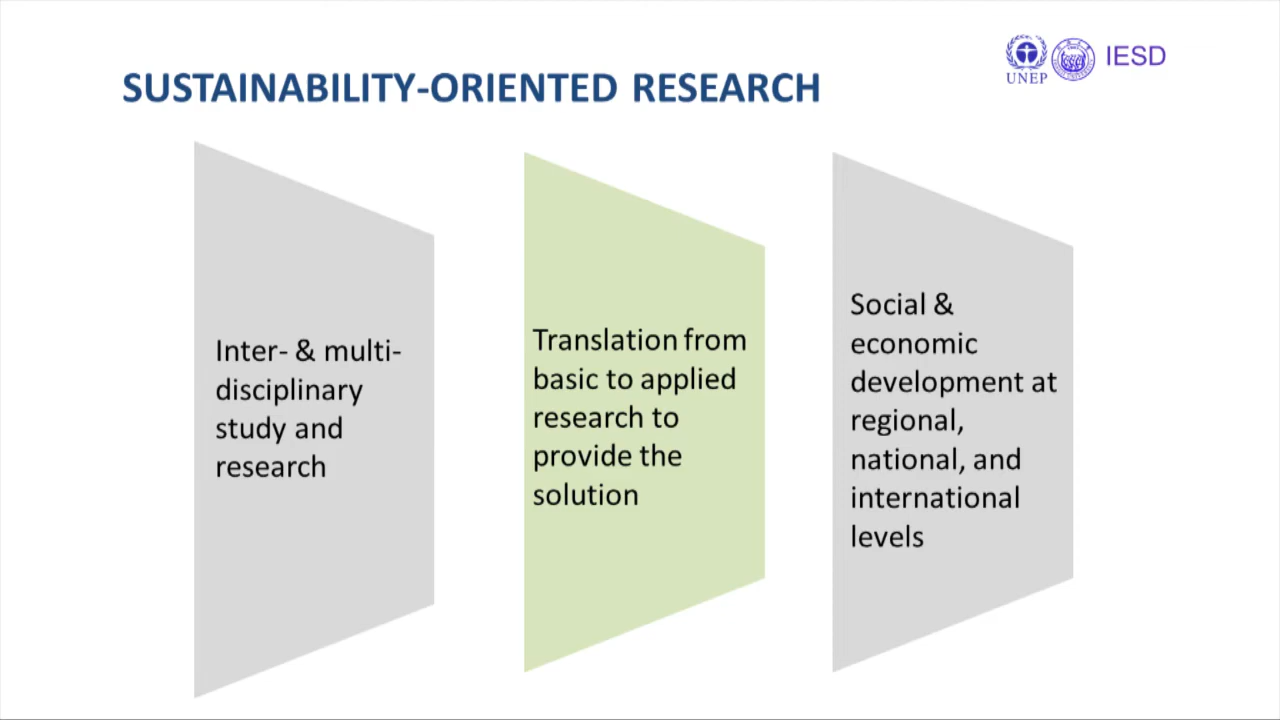 SUSTAINABILITY-ORIENTED RESEARCH
UNEP
IESD
Inter- & multi-
disciplinary
study and
research
Translation from
basic to applied
research to
provide the
solution
Social &
economic
development at
regional,
national, and
international
levels